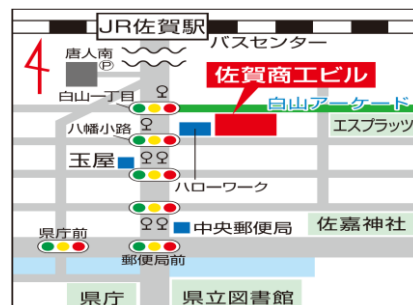 JR佐賀駅
バスセンター
唐人南
P
佐賀商工ビル
白山一丁目
白山アーケード
八幡小路
エスプラッツ
玉屋
ハローワーク
中央郵便局
佐嘉神社
県庁前
郵便局前
県庁
県立図書館